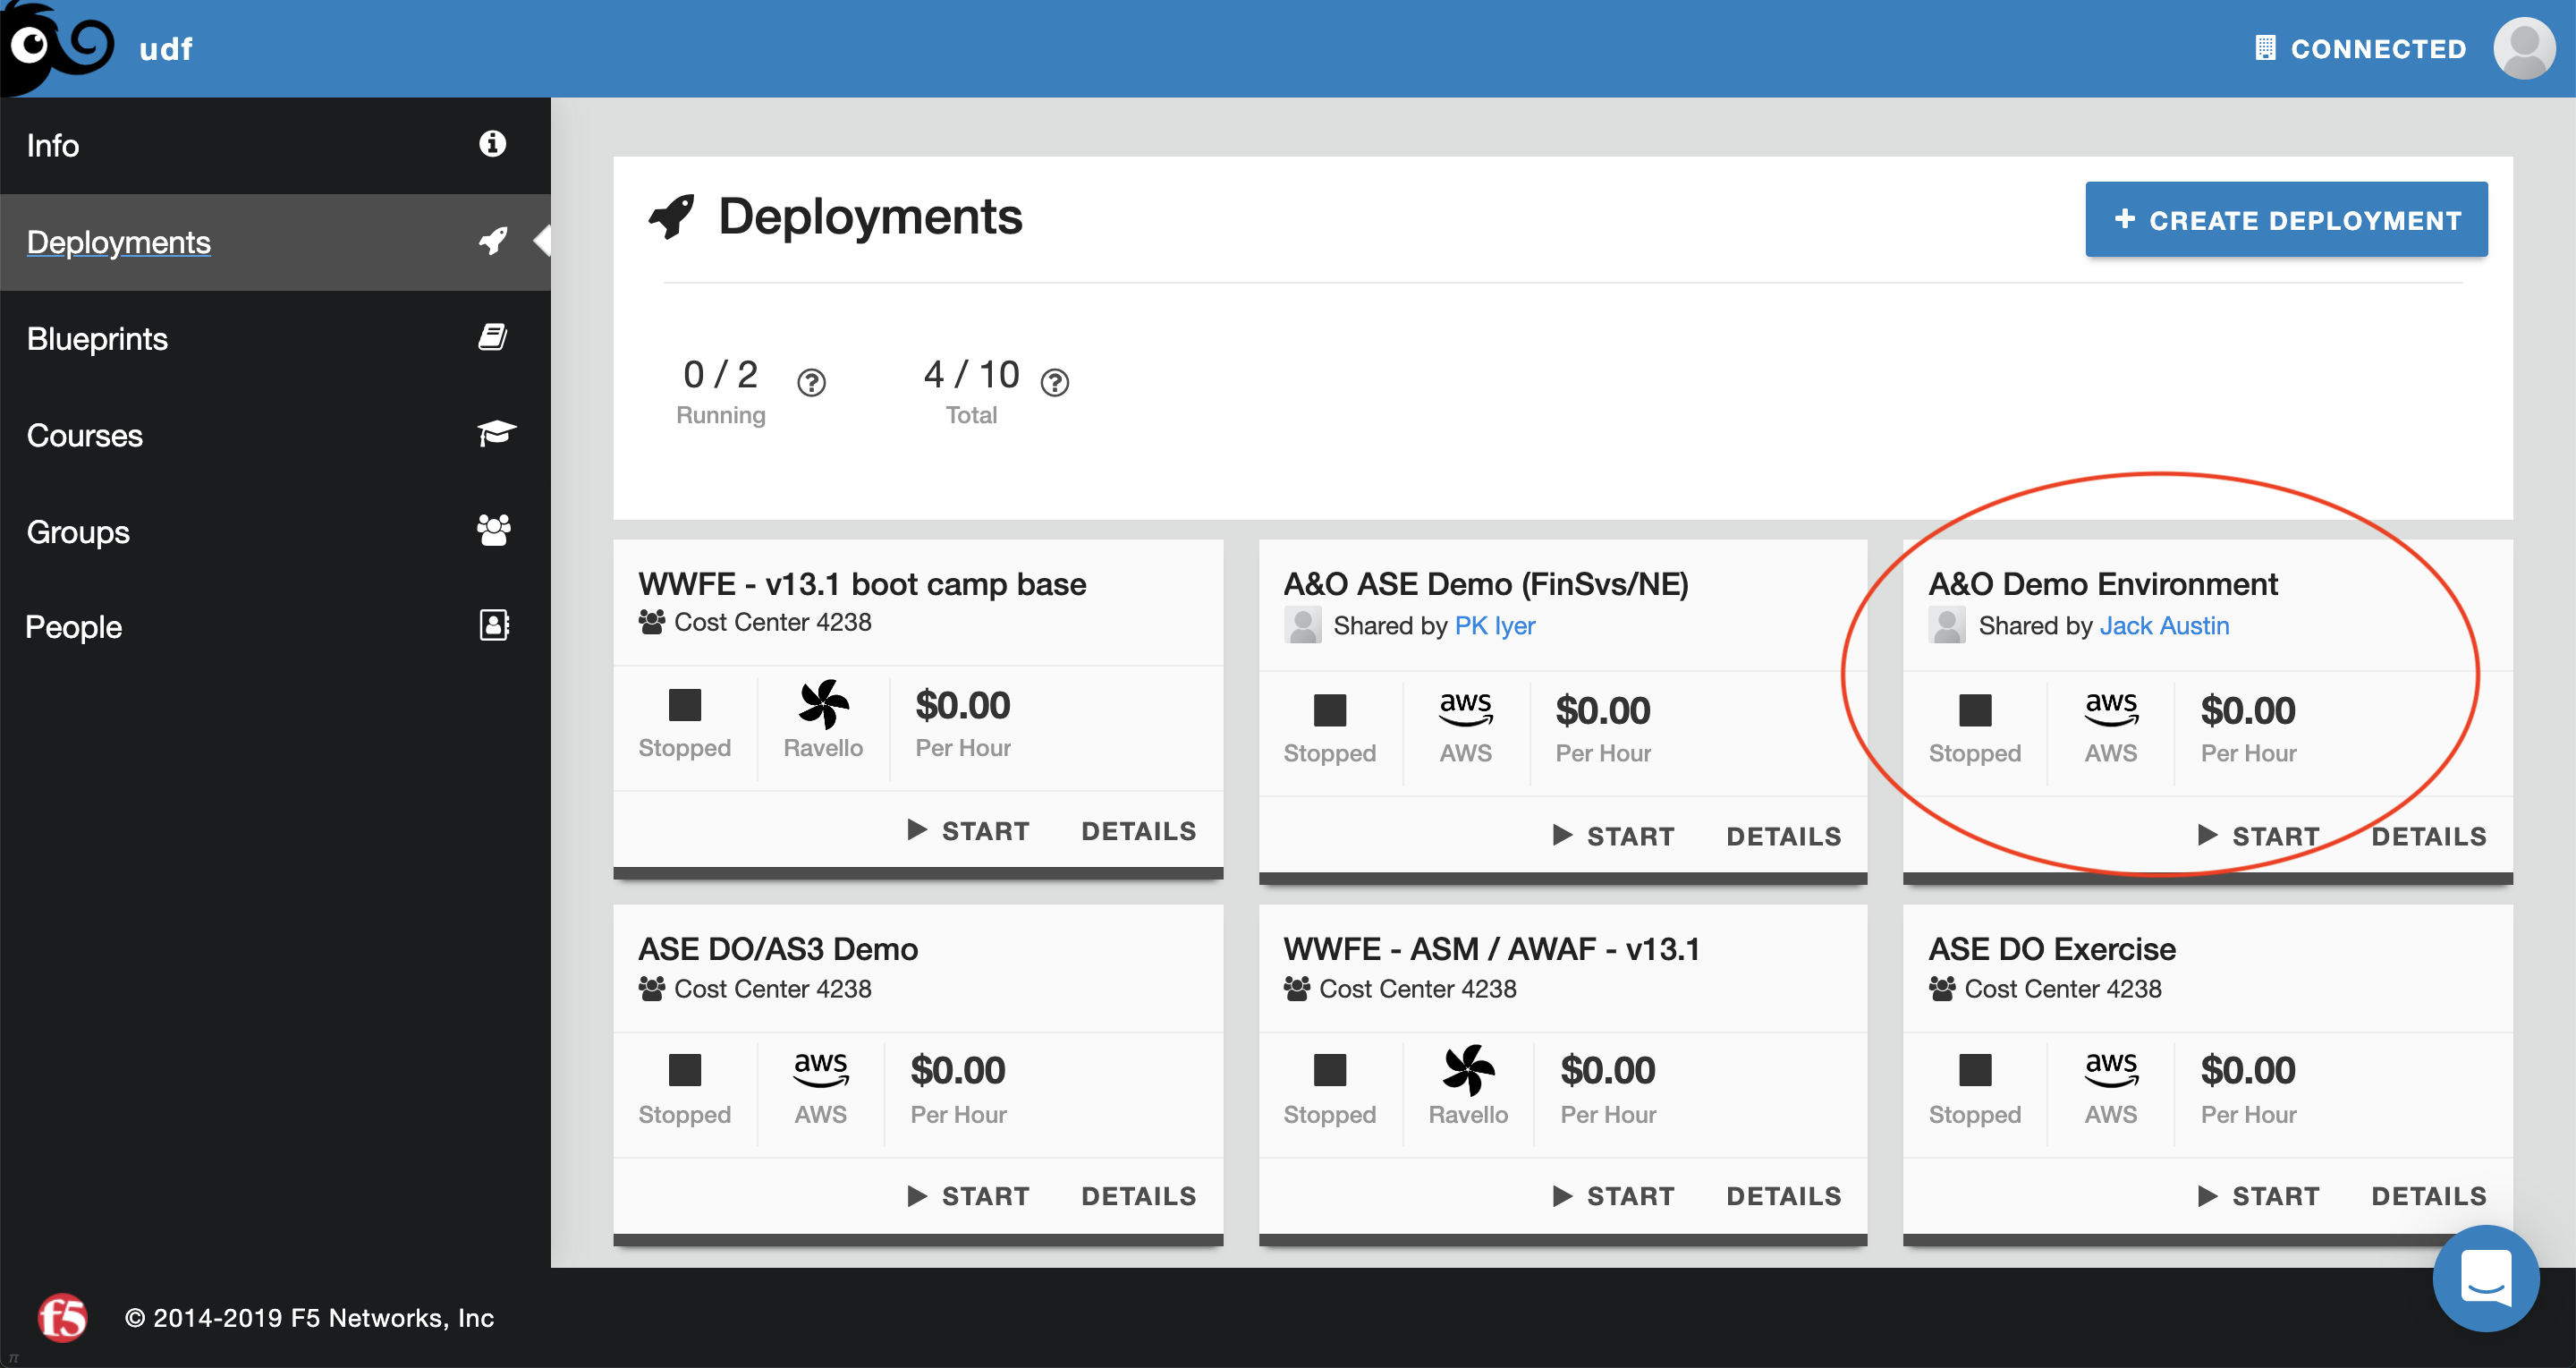 udf
CONNECTED
Info
Deployments
Blueprints
Courses
Groups
People
Deployments
+ CREATE DEPLOYMENT
0 / 2
Running
4 / 10
Total
WWFE - v13.1 boot camp base
Cost Center 4238
Stopped
Ravello
$0.00
Per Hour
START DETAILS
A&O ASE Demo (FinSvs/NE)
Shared by PK Iyer
Stopped
aws
AWS
$0.00
Per Hour
START DETAILS
A&O Demo Environment
Shared by Jack Austin
Stopped
aws
AWS
$0.00
Per Hour
START DETAILS
ASE DO/AS3 Demo
Cost Center 4238
Stopped
aws
AWS
$0.00
Per Hour
START DETAILS
WWFE - ASM / AWAF - v13.1
Cost Center 4238
Stopped
Ravello
$0.00
Per Hour
START DETAILS
ASE DO Exercise
Cost Center 4238
Stopped
aws
AWS
$0.00
Per Hour
START DETAILS
f5
© 2014-2019 F5 Networks, Inc
π